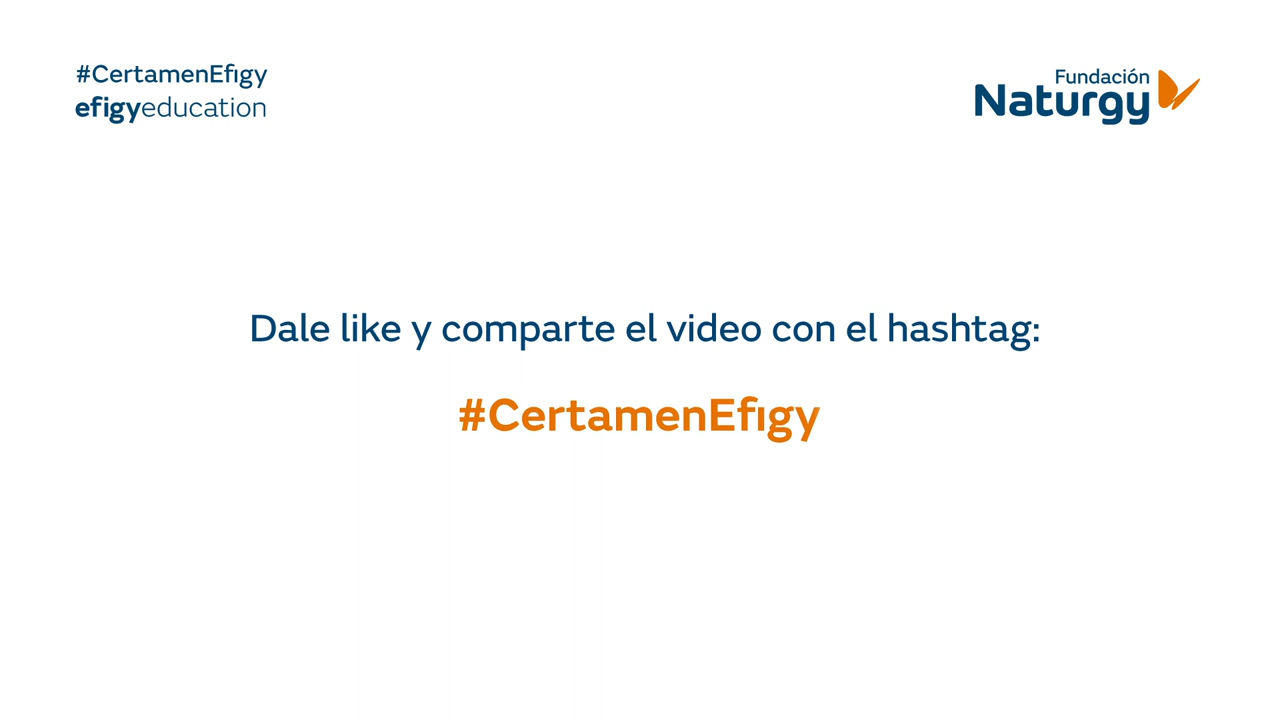 #CertamenEfigy
efigyeducation
Fundación
Naturgy
Dale like y comparte el video con el hashtag:
#CertamenEfigy